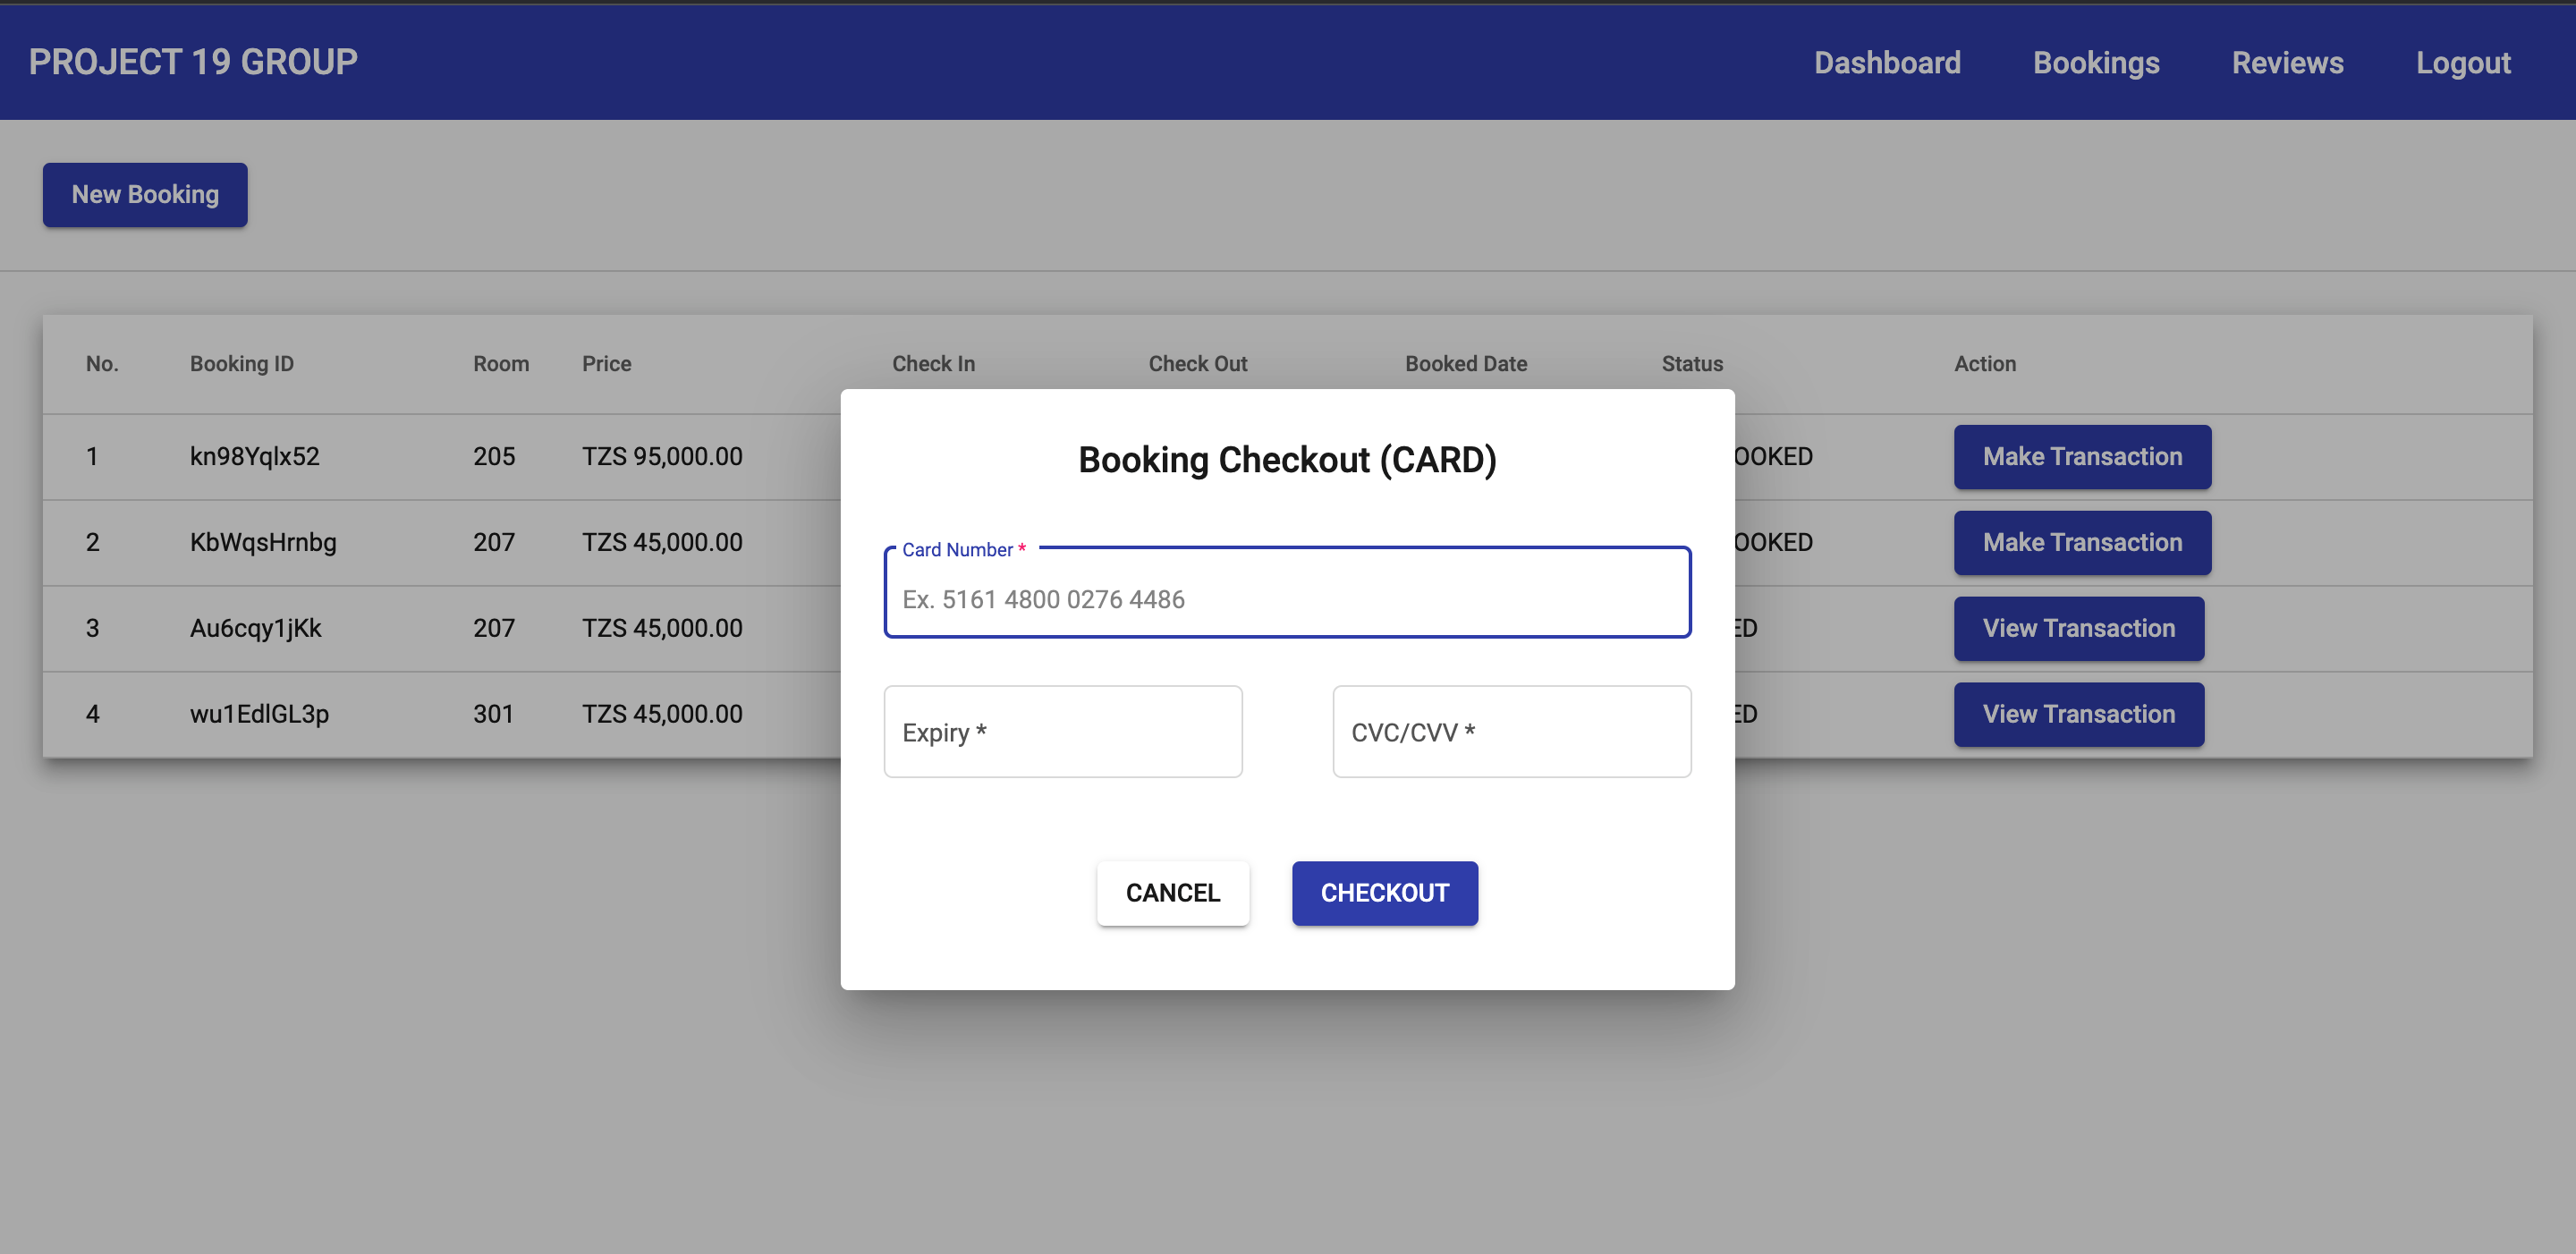 PROJECT 19 GROUP Dashboard Bookings Reviews Logout
New Booking
No. Booking ID Room Price Check In Check Out Booked Date Status Action
1 kn98Yqlx52 205 TZS 95,000.00 OOKED Make Transaction
2 KbWqsHrnbg 207 TZS 45,000.00 OOKED Make Transaction
3 Au6cqy1jKk 207 TZS 45,000.00 ED View Transaction
4 wu1EdlGL3p 301 TZS 45,000.00 ED View Transaction
Booking Checkout (CARD)
Card Number *
Ex. 5161 4800 0276 4486
Expiry * CVC/CVV *
CANCEL CHECKOUT